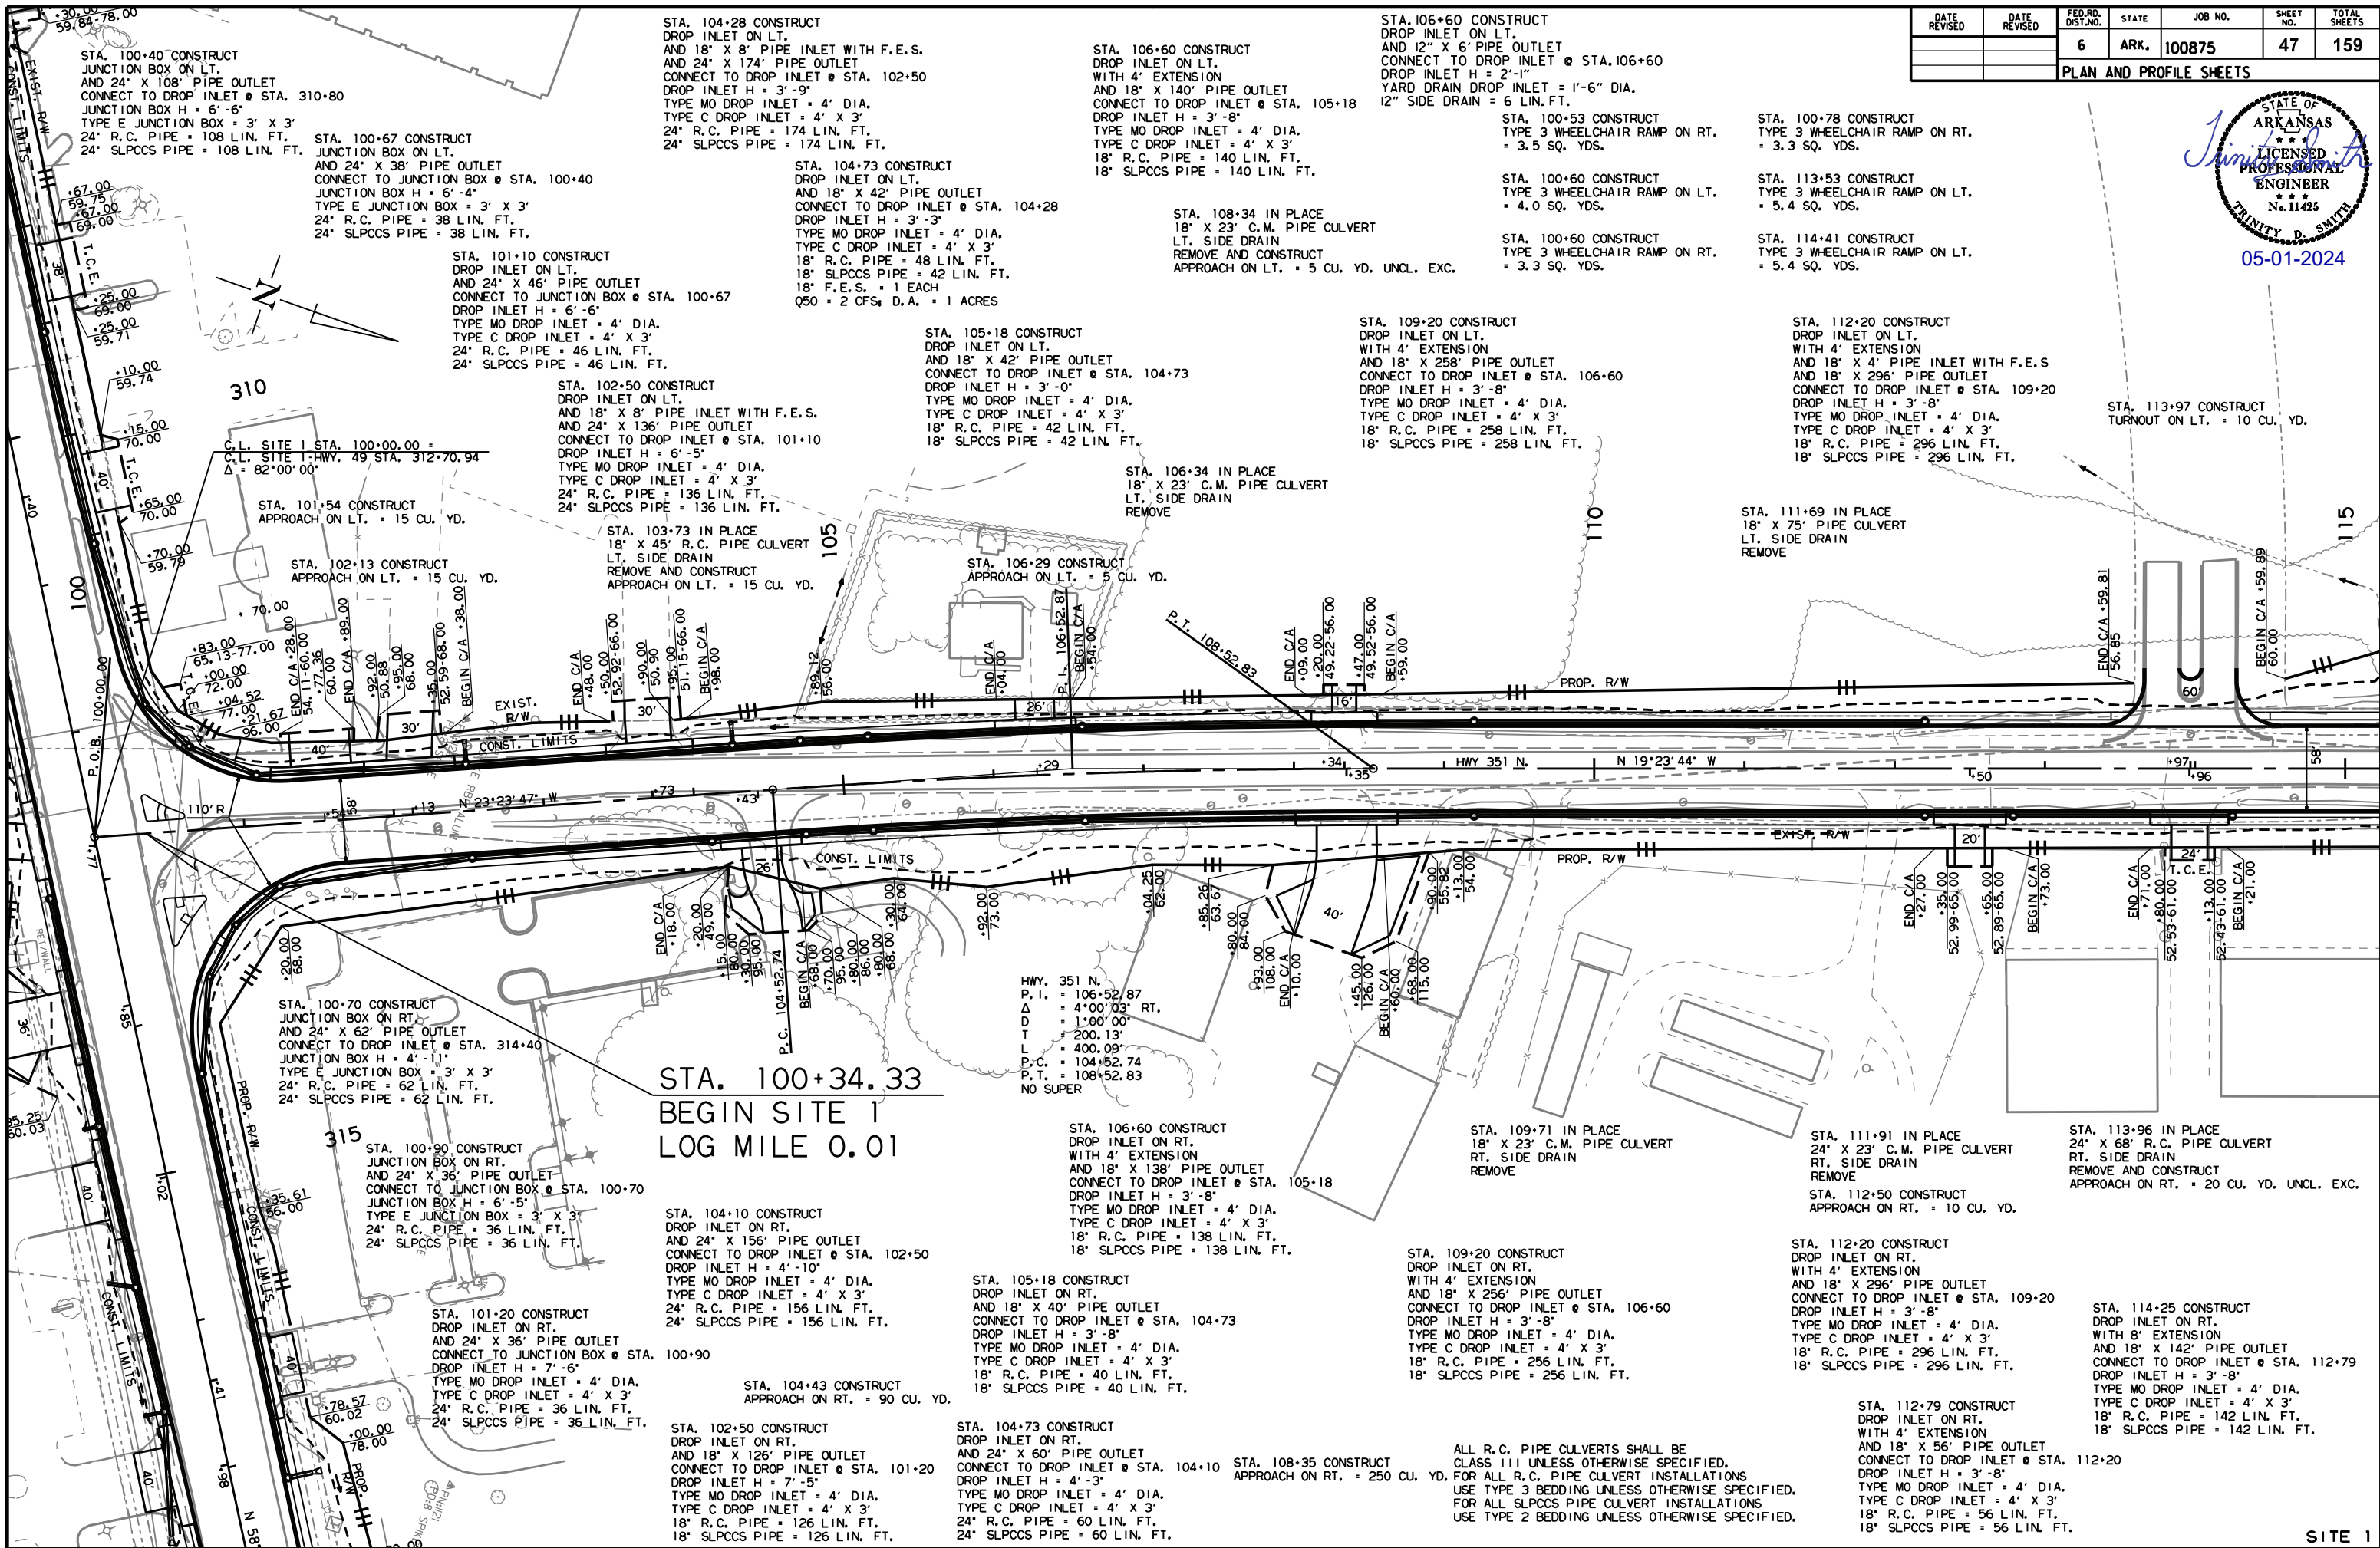 DATE REVISED
DATE REVISED
FED.RD. DIST.NO.
STATE
JOB NO.
SHEET NO.
TOTAL SHEETS
6
ARK.
100875
47
159
PLAN AND PROFILE SHEETS
STATE OF
ARKANSAS
LICENSED
PROFESSIONAL
ENGINEER
No. 11425
TRINITY D. SMITH
05-01-2024
+30.00
59.84-78.00
STA. 100+40 CONSTRUCT
JUNCTION BOX ON LT.
AND 24" X 108' PIPE OUTLET
CONNECT TO DROP INLET @ STA. 310+80
JUNCTION BOX H = 6'-6"
TYPE E JUNCTION BOX = 3' X 3'
24" R.C. PIPE = 108 LIN. FT.
24" SLPCCS PIPE = 108 LIN. FT.
STA. 100+67 CONSTRUCT
JUNCTION BOX ON LT.
AND 24" X 38' PIPE OUTLET
CONNECT TO JUNCTION BOX @ STA. 100+40
JUNCTION BOX H = 6'-4"
TYPE E JUNCTION BOX = 3' X 3'
24" R.C. PIPE = 38 LIN. FT.
24" SLPCCS PIPE = 38 LIN. FT.
STA. 101+10 CONSTRUCT
DROP INLET ON LT.
AND 24" X 46' PIPE OUTLET
CONNECT TO JUNCTION BOX @ STA. 100+67
DROP INLET H = 6'-6"
TYPE MO DROP INLET = 4' DIA.
TYPE C DROP INLET = 4' X 3'
24" R.C. PIPE = 46 LIN. FT.
24" SLPCCS PIPE = 46 LIN. FT.
STA. 102+50 CONSTRUCT
DROP INLET ON LT.
AND 18" X 8' PIPE INLET WITH F.E.S.
AND 24" X 136' PIPE OUTLET
CONNECT TO DROP INLET @ STA. 101+10
DROP INLET H = 6'-5"
TYPE MO DROP INLET = 4' DIA.
TYPE C DROP INLET = 4' X 3'
24" R.C. PIPE = 136 LIN. FT.
24" SLPCCS PIPE = 136 LIN. FT.
STA. 104+28 CONSTRUCT
DROP INLET ON LT.
AND 18" X 8' PIPE INLET WITH F.E.S.
AND 24" X 174' PIPE OUTLET
CONNECT TO DROP INLET @ STA. 102+50
DROP INLET H = 3'-9"
TYPE MO DROP INLET = 4' DIA.
TYPE C DROP INLET = 4' X 3'
24" R.C. PIPE = 174 LIN. FT.
24" SLPCCS PIPE = 174 LIN. FT.
STA. 104+73 CONSTRUCT
DROP INLET ON LT.
AND 18" X 42' PIPE OUTLET
CONNECT TO DROP INLET @ STA. 104+28
DROP INLET H = 3'-3"
TYPE MO DROP INLET = 4' DIA.
TYPE C DROP INLET = 4' X 3'
18" R.C. PIPE = 48 LIN. FT.
18" SLPCCS PIPE = 42 LIN. FT.
18" F.E.S. = 1 EACH
Q50 = 2 CFS; D.A. = 1 ACRES
STA. 105+18 CONSTRUCT
DROP INLET ON LT.
AND 18" X 42' PIPE OUTLET
CONNECT TO DROP INLET @ STA. 104+73
DROP INLET H = 3'-0"
TYPE MO DROP INLET = 4' DIA.
TYPE C DROP INLET = 4' X 3'
18" R.C. PIPE = 42 LIN. FT.
18" SLPCCS PIPE = 42 LIN. FT.
STA. 106+60 CONSTRUCT
DROP INLET ON LT.
WITH 4' EXTENSION
AND 18" X 140' PIPE OUTLET
CONNECT TO DROP INLET @ STA. 105+18
DROP INLET H = 3'-8"
TYPE MO DROP INLET = 4' DIA.
TYPE C DROP INLET = 4' X 3'
18" R.C. PIPE = 140 LIN. FT.
18" SLPCCS PIPE = 140 LIN. FT.
STA. 106+60 CONSTRUCT
DROP INLET ON LT.
AND 12" X 6' PIPE OUTLET
CONNECT TO DROP INLET @ STA. 106+60
DROP INLET H = 2'-1"
YARD DRAIN DROP INLET = 1'-6" DIA.
12" SIDE DRAIN = 6 LIN. FT.
STA. 100+53 CONSTRUCT
TYPE 3 WHEELCHAIR RAMP ON RT.
= 3.5 SQ. YDS.
STA. 100+60 CONSTRUCT
TYPE 3 WHEELCHAIR RAMP ON LT.
= 4.0 SQ. YDS.
STA. 100+60 CONSTRUCT
TYPE 3 WHEELCHAIR RAMP ON RT.
= 3.3 SQ. YDS.
STA. 100+78 CONSTRUCT
TYPE 3 WHEELCHAIR RAMP ON RT.
= 3.3 SQ. YDS.
STA. 113+53 CONSTRUCT
TYPE 3 WHEELCHAIR RAMP ON LT.
= 5.4 SQ. YDS.
STA. 114+41 CONSTRUCT
TYPE 3 WHEELCHAIR RAMP ON LT.
= 5.4 SQ. YDS.
STA. 108+34 IN PLACE
18" X 23' C.M. PIPE CULVERT
LT. SIDE DRAIN
REMOVE AND CONSTRUCT
APPROACH ON LT. = 5 CU. YD. UNCL. EXC.
STA. 109+20 CONSTRUCT
DROP INLET ON LT.
WITH 4' EXTENSION
AND 18" X 258' PIPE OUTLET
CONNECT TO DROP INLET @ STA. 106+60
DROP INLET H = 3'-8"
TYPE MO DROP INLET = 4' DIA.
TYPE C DROP INLET = 4' X 3'
18" R.C. PIPE = 258 LIN. FT.
18" SLPCCS PIPE = 258 LIN. FT.
STA. 112+20 CONSTRUCT
DROP INLET ON LT.
WITH 4' EXTENSION
AND 18" X 4' PIPE INLET WITH F.E.S
AND 18" X 296' PIPE OUTLET
CONNECT TO DROP INLET @ STA. 109+20
DROP INLET H = 3'-8"
TYPE MO DROP INLET = 4' DIA.
TYPE C DROP INLET = 4' X 3'
18" R.C. PIPE = 296 LIN. FT.
18" SLPCCS PIPE = 296 LIN. FT.
STA. 113+97 CONSTRUCT
TURNOUT ON LT. = 10 CU. YD.
C.L. SITE 1 STA. 100+00.00 =
C.L. SITE 1-HWY. 49 STA. 312+70.94
Δ = 82°00'00"
STA. 101+54 CONSTRUCT
APPROACH ON LT. = 15 CU. YD.
STA. 102+13 CONSTRUCT
APPROACH ON LT. = 15 CU. YD.
STA. 103+73 IN PLACE
18" X 45' R.C. PIPE CULVERT
LT. SIDE DRAIN
REMOVE AND CONSTRUCT
APPROACH ON LT. = 15 CU. YD.
STA. 106+34 IN PLACE
18" X 23' C.M. PIPE CULVERT
LT. SIDE DRAIN
REMOVE
STA. 106+29 CONSTRUCT
APPROACH ON LT. = 5 CU. YD.
STA. 111+69 IN PLACE
18" X 75' PIPE CULVERT
LT. SIDE DRAIN
REMOVE
310
100
105
110
115
315
EXIST. R/W
CONST. LIMITS
PROP. R/W
P.O.B. 100+00.00
P.I. 106+52.87
P.T. 108+52.83
P.C. 104+52.74
N 23°23'47" W
HWY 351 N.
N 19°23'44" W
110' R
CONST. LIMITS
EXIST. R/W
PROP. R/W
STA. 100+34.33
BEGIN SITE 1
LOG MILE 0.01
HWY. 351 N.
P.I. = 106+52.87
Δ = 4°00'03" RT.
D = 1°00'00"
T = 200.13'
L = 400.09'
P.C. = 104+52.74
P.T. = 108+52.83
NO SUPER
STA. 100+70 CONSTRUCT
JUNCTION BOX ON RT.
AND 24" X 62' PIPE OUTLET
CONNECT TO DROP INLET @ STA. 314+40
JUNCTION BOX H = 4'-11"
TYPE E JUNCTION BOX = 3' X 3'
24" R.C. PIPE = 62 LIN. FT.
24" SLPCCS PIPE = 62 LIN. FT.
STA. 100+90 CONSTRUCT
JUNCTION BOX ON RT.
AND 24" X 36' PIPE OUTLET
CONNECT TO JUNCTION BOX @ STA. 100+70
JUNCTION BOX H = 6'-5"
TYPE E JUNCTION BOX = 3' X 3'
24" R.C. PIPE = 36 LIN. FT.
24" SLPCCS PIPE = 36 LIN. FT.
STA. 101+20 CONSTRUCT
DROP INLET ON RT.
AND 24" X 36' PIPE OUTLET
CONNECT TO JUNCTION BOX @ STA. 100+90
DROP INLET H = 7'-6"
TYPE MO DROP INLET = 4' DIA.
TYPE C DROP INLET = 4' X 3'
24" R.C. PIPE = 36 LIN. FT.
24" SLPCCS PIPE = 36 LIN. FT.
STA. 104+10 CONSTRUCT
DROP INLET ON RT.
AND 24" X 156' PIPE OUTLET
CONNECT TO DROP INLET @ STA. 102+50
DROP INLET H = 4'-10"
TYPE MO DROP INLET = 4' DIA.
TYPE C DROP INLET = 4' X 3'
24" R.C. PIPE = 156 LIN. FT.
24" SLPCCS PIPE = 156 LIN. FT.
STA. 104+43 CONSTRUCT
APPROACH ON RT. = 90 CU. YD.
STA. 102+50 CONSTRUCT
DROP INLET ON RT.
AND 18" X 126' PIPE OUTLET
CONNECT TO DROP INLET @ STA. 101+20
DROP INLET H = 7'-5"
TYPE MO DROP INLET = 4' DIA.
TYPE C DROP INLET = 4' X 3'
18" R.C. PIPE = 126 LIN. FT.
18" SLPCCS PIPE = 126 LIN. FT.
STA. 106+60 CONSTRUCT
DROP INLET ON RT.
WITH 4' EXTENSION
AND 18" X 138' PIPE OUTLET
CONNECT TO DROP INLET @ STA. 105+18
DROP INLET H = 3'-8"
TYPE MO DROP INLET = 4' DIA.
TYPE C DROP INLET = 4' X 3'
18" R.C. PIPE = 138 LIN. FT.
18" SLPCCS PIPE = 138 LIN. FT.
STA. 105+18 CONSTRUCT
DROP INLET ON RT.
AND 18" X 40' PIPE OUTLET
CONNECT TO DROP INLET @ STA. 104+73
DROP INLET H = 3'-8"
TYPE MO DROP INLET = 4' DIA.
TYPE C DROP INLET = 4' X 3'
18" R.C. PIPE = 40 LIN. FT.
18" SLPCCS PIPE = 40 LIN. FT.
STA. 104+73 CONSTRUCT
DROP INLET ON RT.
AND 24" X 60' PIPE OUTLET
CONNECT TO DROP INLET @ STA. 104+10
DROP INLET H = 4'-3"
TYPE MO DROP INLET = 4' DIA.
TYPE C DROP INLET = 4' X 3'
24" R.C. PIPE = 60 LIN. FT.
24" SLPCCS PIPE = 60 LIN. FT.
STA. 108+35 CONSTRUCT
APPROACH ON RT. = 250 CU. YD.
STA. 109+71 IN PLACE
18" X 23' C.M. PIPE CULVERT
RT. SIDE DRAIN
REMOVE
STA. 109+20 CONSTRUCT
DROP INLET ON RT.
WITH 4' EXTENSION
AND 18" X 256' PIPE OUTLET
CONNECT TO DROP INLET @ STA. 106+60
DROP INLET H = 3'-8"
TYPE MO DROP INLET = 4' DIA.
TYPE C DROP INLET = 4' X 3'
18" R.C. PIPE = 256 LIN. FT.
18" SLPCCS PIPE = 256 LIN. FT.
ALL R.C. PIPE CULVERTS SHALL BE
CLASS III UNLESS OTHERWISE SPECIFIED.
FOR ALL R.C. PIPE CULVERT INSTALLATIONS
USE TYPE 3 BEDDING UNLESS OTHERWISE SPECIFIED.
FOR ALL SLPCCS PIPE CULVERT INSTALLATIONS
USE TYPE 2 BEDDING UNLESS OTHERWISE SPECIFIED.
STA. 111+91 IN PLACE
24" X 23' C.M. PIPE CULVERT
RT. SIDE DRAIN
REMOVE
STA. 112+50 CONSTRUCT
APPROACH ON RT. = 10 CU. YD.
STA. 113+96 IN PLACE
24" X 68' R.C. PIPE CULVERT
RT. SIDE DRAIN
REMOVE AND CONSTRUCT
APPROACH ON RT. = 20 CU. YD. UNCL. EXC.
STA. 112+20 CONSTRUCT
DROP INLET ON RT.
WITH 4' EXTENSION
AND 18" X 296' PIPE OUTLET
CONNECT TO DROP INLET @ STA. 109+20
DROP INLET H = 3'-8"
TYPE MO DROP INLET = 4' DIA.
TYPE C DROP INLET = 4' X 3'
18" R.C. PIPE = 296 LIN. FT.
18" SLPCCS PIPE = 296 LIN. FT.
STA. 114+25 CONSTRUCT
DROP INLET ON RT.
WITH 8' EXTENSION
AND 18" X 142' PIPE OUTLET
CONNECT TO DROP INLET @ STA. 112+79
DROP INLET H = 3'-8"
TYPE MO DROP INLET = 4' DIA.
TYPE C DROP INLET = 4' X 3'
18" R.C. PIPE = 142 LIN. FT.
18" SLPCCS PIPE = 142 LIN. FT.
STA. 112+79 CONSTRUCT
DROP INLET ON RT.
WITH 4' EXTENSION
AND 18" X 56' PIPE OUTLET
CONNECT TO DROP INLET @ STA. 112+20
DROP INLET H = 3'-8"
TYPE MO DROP INLET = 4' DIA.
TYPE C DROP INLET = 4' X 3'
18" R.C. PIPE = 56 LIN. FT.
18" SLPCCS PIPE = 56 LIN. FT.
SITE 1